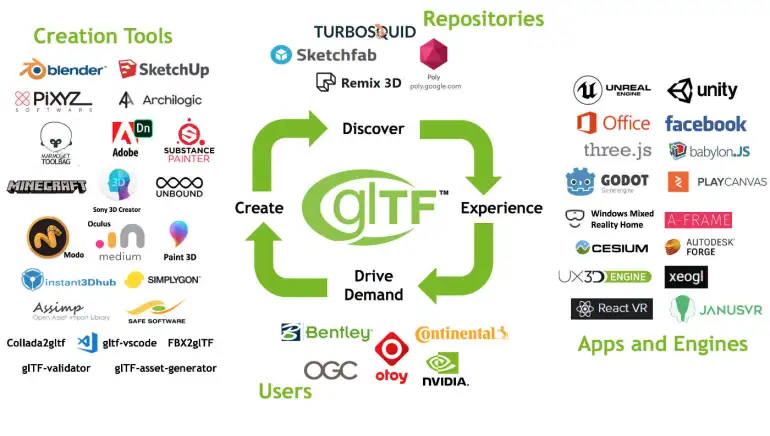 Creation Tools
blender™
SketchUp
PiXYZ
SOFTWARE
Archilogic
MARMOSET
TOOLBAG
Dn
Adobe
SUBSTANCE
PAINTER
MINECRAFT
3D
Sony 3D Creator
UNBOUND
Modo
Oculus
medium
Paint 3D
instant3Dhub
SIMPLYGON
Assimp
Open Asset Import Library
SAFE SOFTWARE
Collada2gltf
gltf-vscode
FBX2glTF
glTF-validator
glTF-asset-generator
Repositories
TURBOSQUID
Sketchfab
Remix 3D
Poly
poly.google.com
Discover
Create
glTF™
Experience
Drive
Demand
Bentley
Continental
OGC
otoy
NVIDIA.
Users
UNREAL
ENGINE
unity
Office
facebook
three.js
babylon.JS
GODOT
Game engine
PLAYCANVAS
Windows Mixed
Reality Home
A-FRAME
CESIUM
AUTODESK
FORGE
UX3D ENGINE
xeogl
React VR
JANUSVR
Apps and Engines